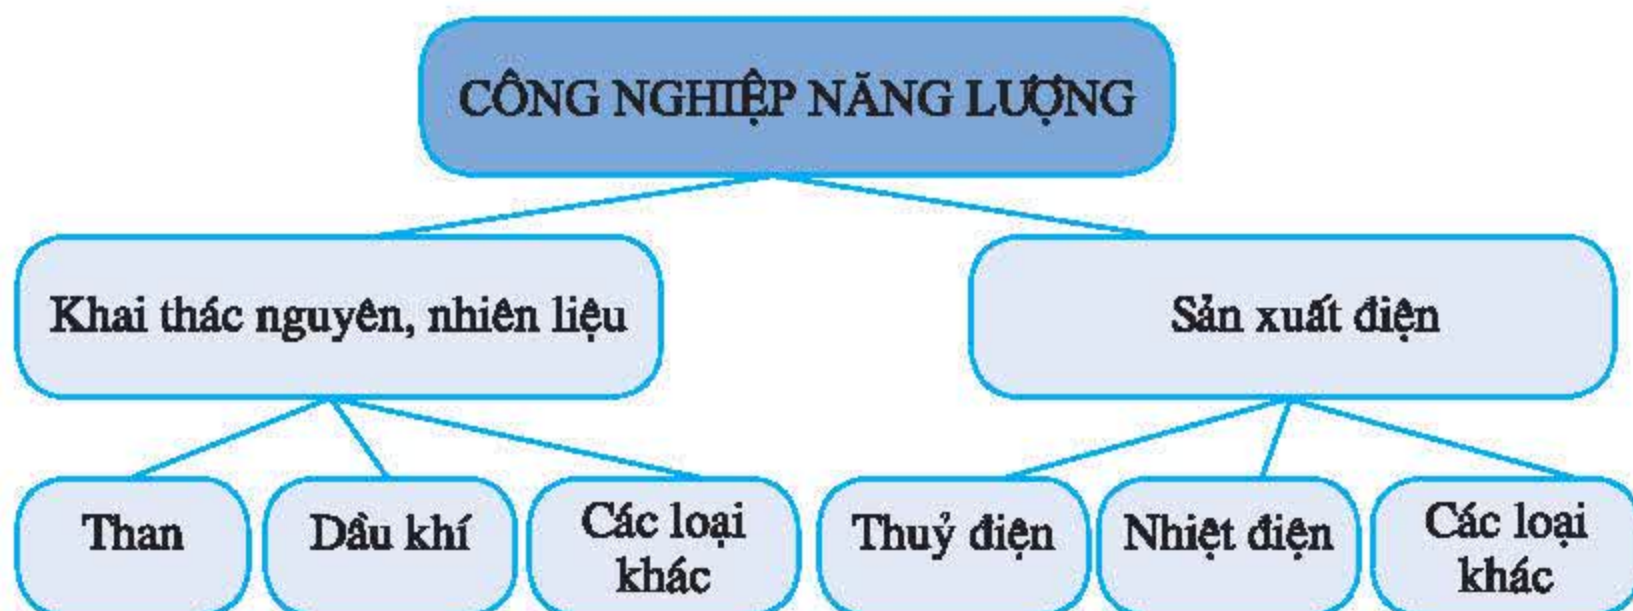 CÔNG NGHIỆP NĂNG LƯỢNG
Khai thác nguyên, nhiên liệu
Sản xuất điện
Than
Dầu khí
Các loại
khác
Thuỷ điện
Nhiệt điện
Các loại
khác